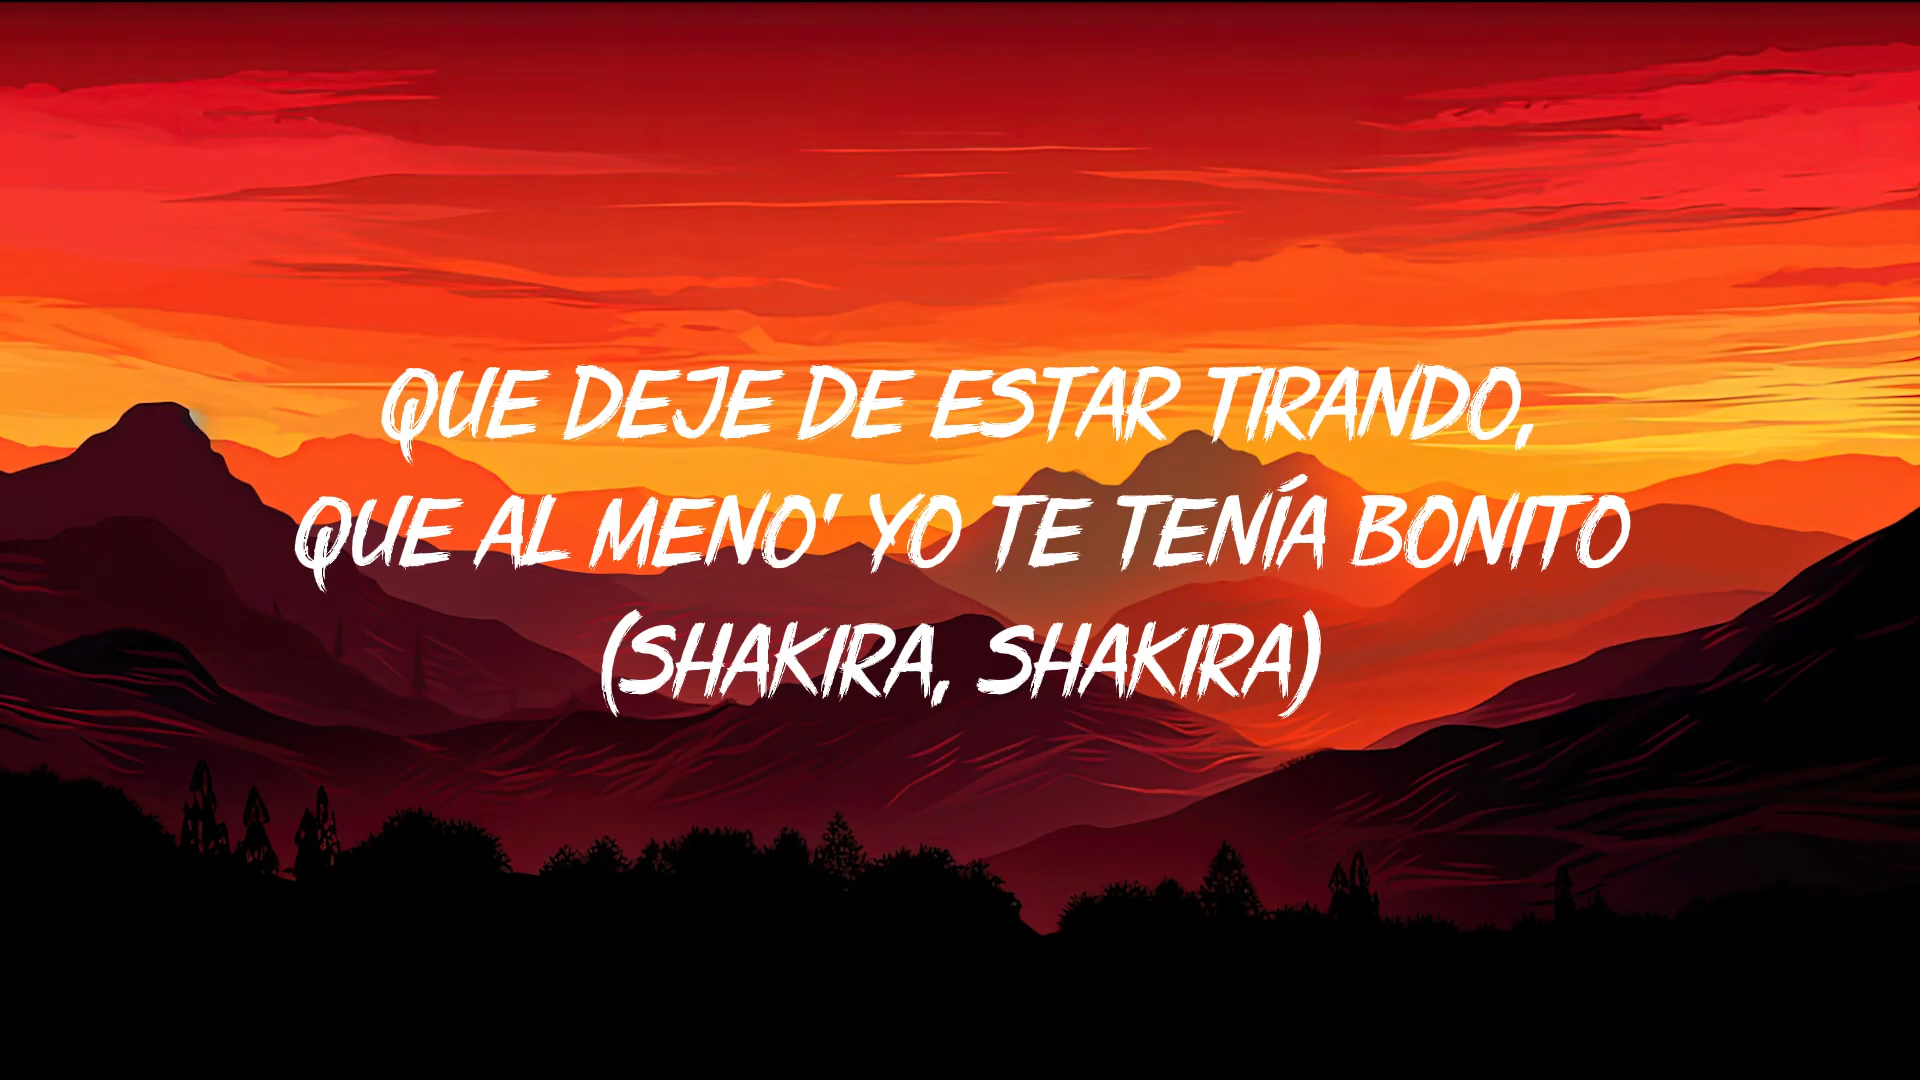 QUE DEJE DE ESTAR TIRANDO,
QUE AL MENO' YO TE TENÍA BONITO
(SHAKIRA, SHAKIRA)